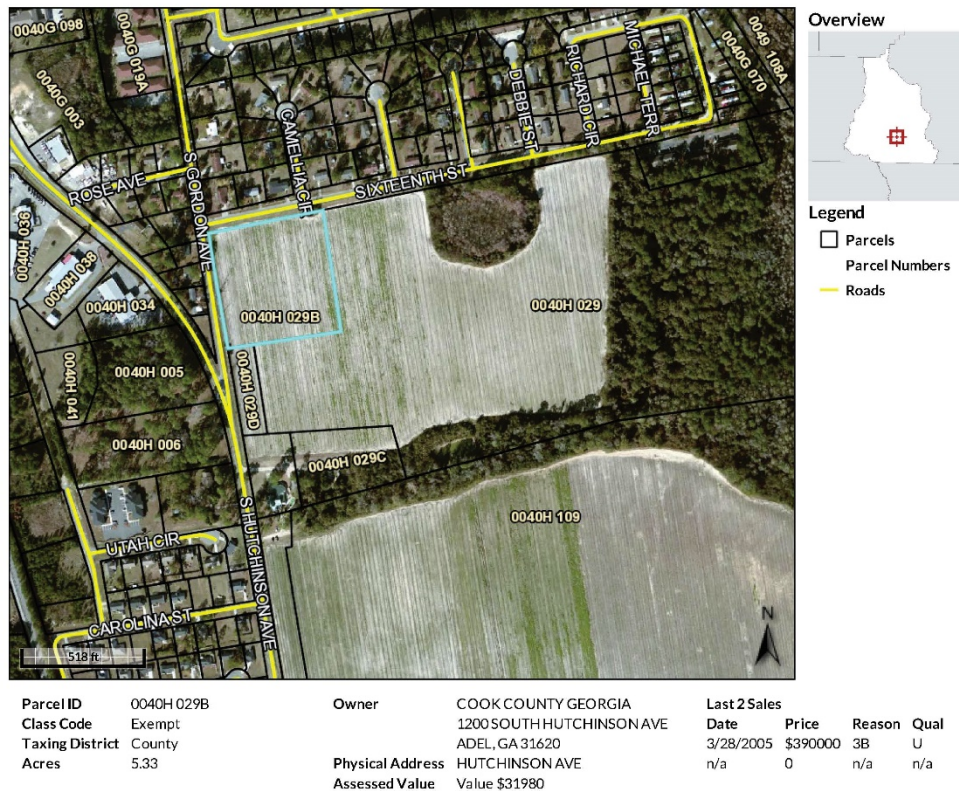 0040G 098
0040G 019A
0040G 003
0049 108A
0040G 070
MICHAEL TERR
RICHARD CIR
DEBBIE ST
CAMELLIA CIR
S GORDON AVE
ROSE AVE
SIXTEENTH ST
0040H 036
0040H 038
0040H 034
0040H 029B
0040H 029
0040H 041
0040H 005
0040H 029D
0040H 006
0040H 029C
0040H 109
S HUTCHINSON AVE
UTAH CIR
CAROLINA ST
518 ft
N
Overview
Legend
Parcels
Parcel Numbers
Roads
Parcel ID 0040H 029B
Class Code Exempt
Taxing District County
Acres 5.33
Owner COOK COUNTY GEORGIA
1200 SOUTH HUTCHINSON AVE
ADEL, GA 31620
Physical Address HUTCHINSON AVE
Assessed Value Value $31980
Last 2 Sales
Date Price Reason Qual
3/28/2005 $390000 3B U
n/a 0 n/a n/a